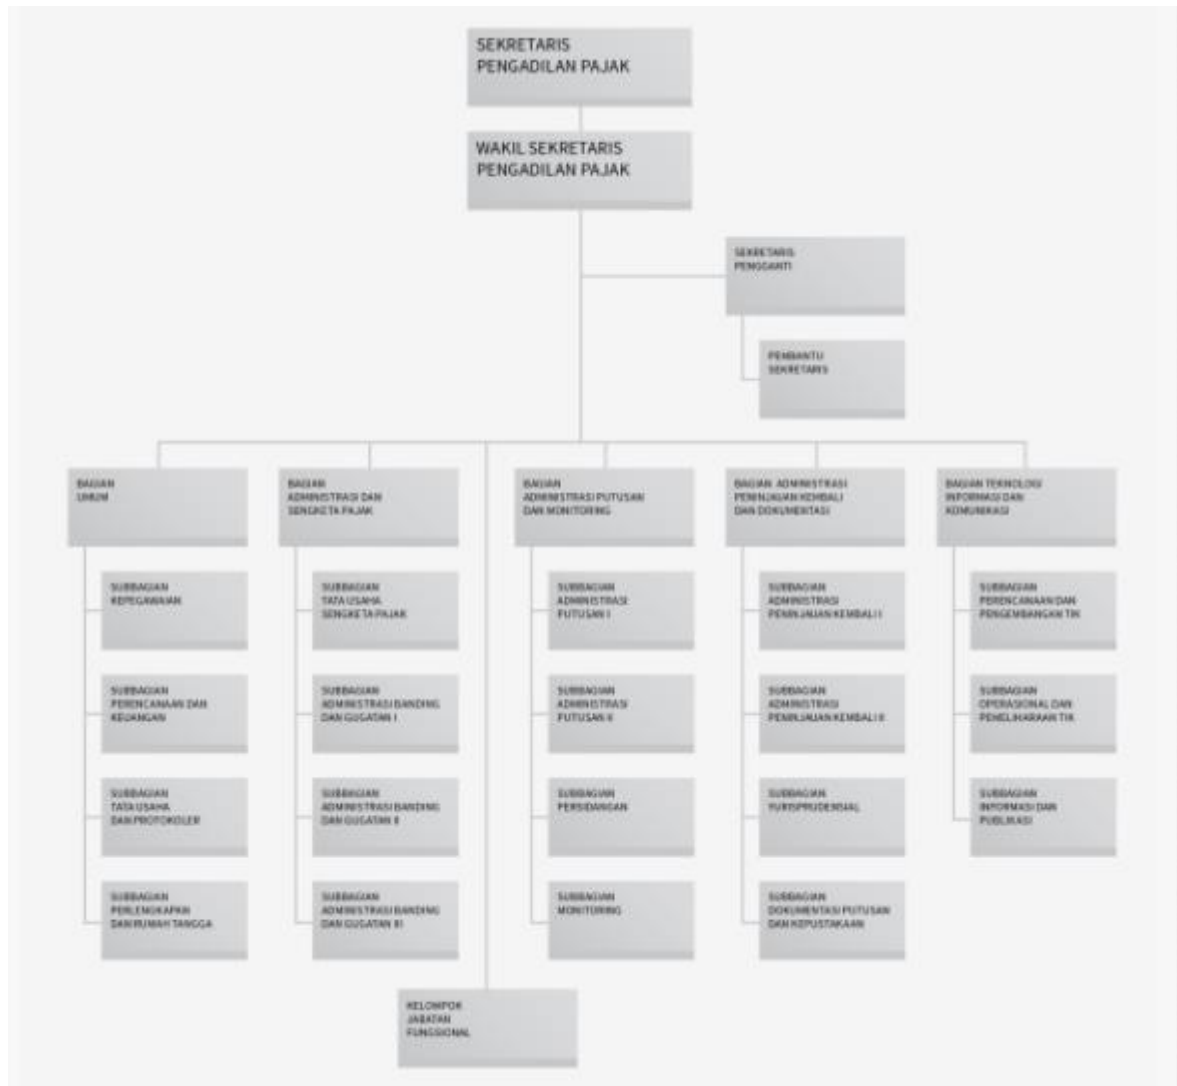 SEKRETARIS
PENGADILAN PAJAK
WAKIL SEKRETARIS
PENGADILAN PAJAK
SEKRETARIS
PENGGANTI
PEMBANTU
SEKRETARIS
BAGIAN
UMUM
BAGIAN
ADMINISTRASI DAN
SENGKETA PAJAK
BAGIAN
ADMINISTRASI PUTUSAN
DAN MONITORING
BAGIAN ADMINISTRASI
PENINJAUAN KEMBALI
DAN DOKUMENTASI
BAGIAN TEKNOLOGI
INFORMASI DAN
KOMUNIKASI
SUBBAGIAN
KEPEGAWAIAN
SUBBAGIAN
TATA USAHA
SENGKETA PAJAK
SUBBAGIAN
ADMINISTRASI
PUTUSAN I
SUBBAGIAN
ADMINISTRASI
PENINJAUAN KEMBALI I
SUBBAGIAN
PERENCANAAN DAN
PENGEMBANGAN TIK
SUBBAGIAN
PERENCANAAN DAN
KEUANGAN
SUBBAGIAN
ADMINISTRASI BANDING
DAN GUGATAN I
SUBBAGIAN
ADMINISTRASI
PUTUSAN II
SUBBAGIAN
ADMINISTRASI
PENINJAUAN KEMBALI II
SUBBAGIAN
OPERASIONAL DAN
PEMELIHARAAN TIK
SUBBAGIAN
TATA USAHA
DAN PROTOKOLER
SUBBAGIAN
ADMINISTRASI BANDING
DAN GUGATAN II
SUBBAGIAN
PERSIDANGAN
SUBBAGIAN
YURISPRUDENSIAL
SUBBAGIAN
INFORMASI DAN
PUBLIKASI
SUBBAGIAN
PERLENGKAPAN
DAN RUMAH TANGGA
SUBBAGIAN
ADMINISTRASI BANDING
DAN GUGATAN III
SUBBAGIAN
MONITORING
SUBBAGIAN
DOKUMENTASI PUTUSAN
DAN KEPUSTAKAAN
KELOMPOK
JABATAN
FUNGSIONAL